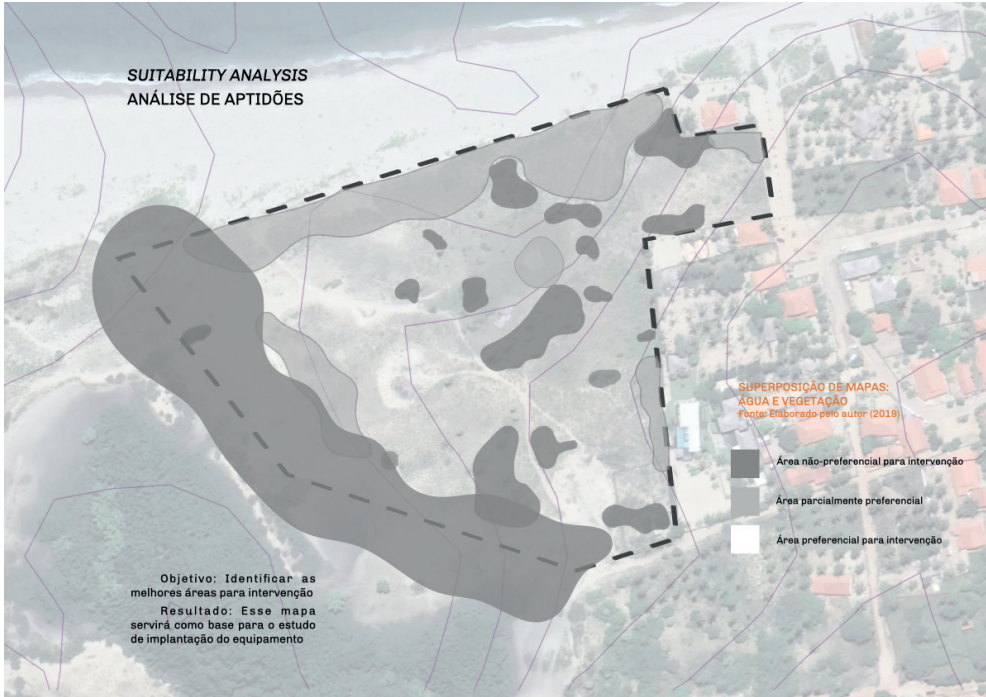 SUITABILITY ANALYSIS
ANÁLISE DE APTIDÕES
SUPERPOSIÇÃO DE MAPAS:
ÁGUA E VEGETAÇÃO
Fonte: Elaborado pelo autor (2019)
Área não-preferencial para intervenção
Área parcialmente preferencial
Área preferencial para intervenção
Objetivo: Identificar as
melhores áreas para intervenção
Resultado: Esse mapa
servirá como base para o estudo
de implantação do equipamento